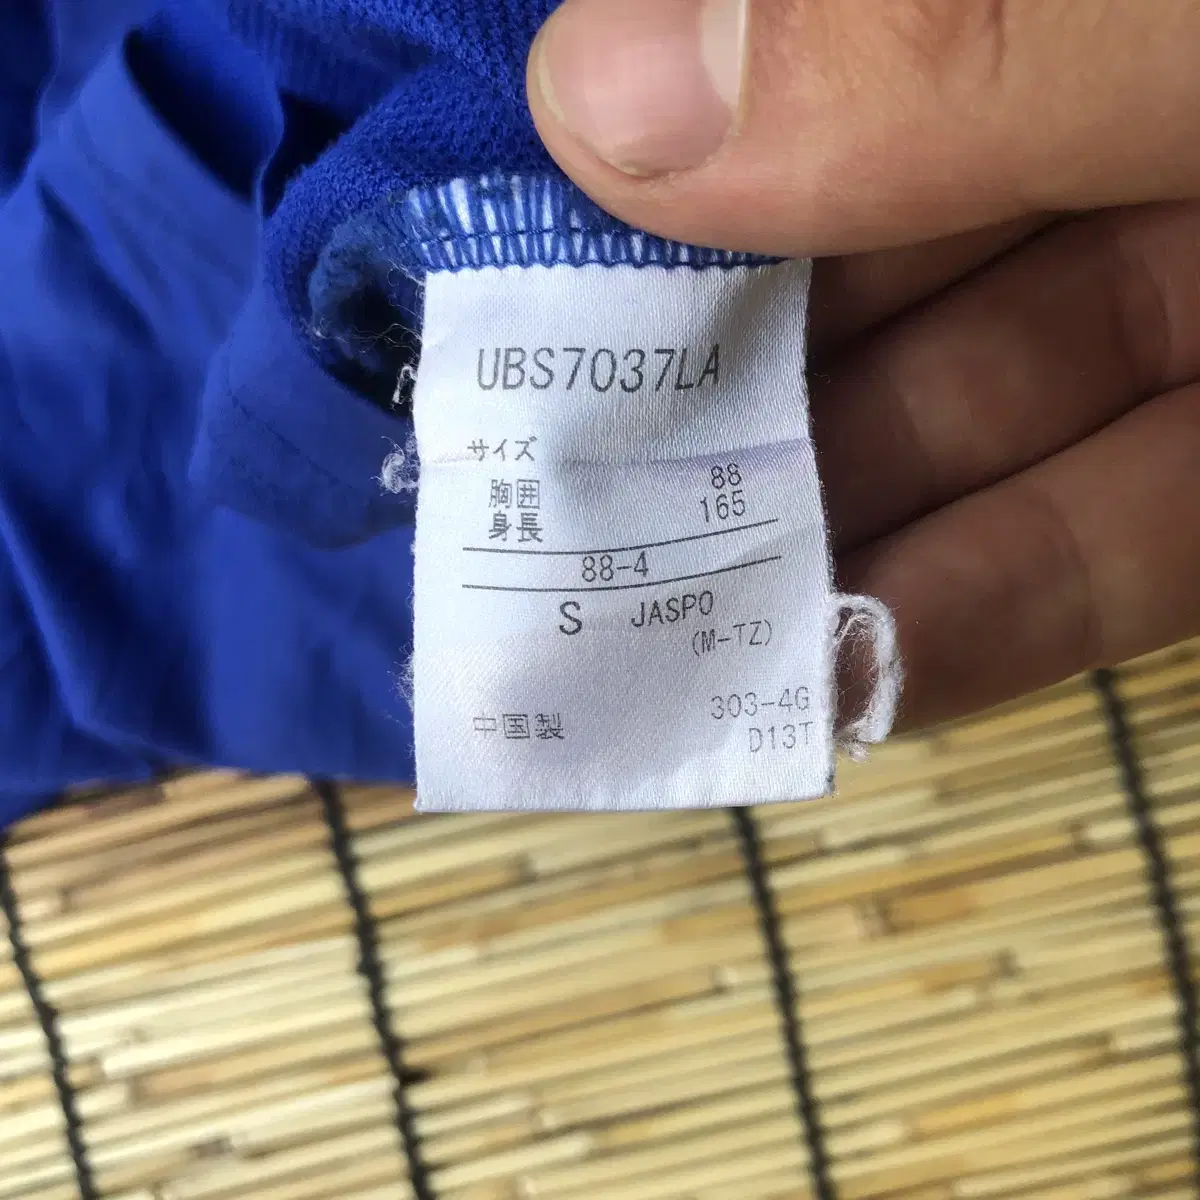 UBS7037LA
サイズ
胸囲 88
身長 165
88-4
S JASPO
(M-TZ)
303-4G
中国製 D13T